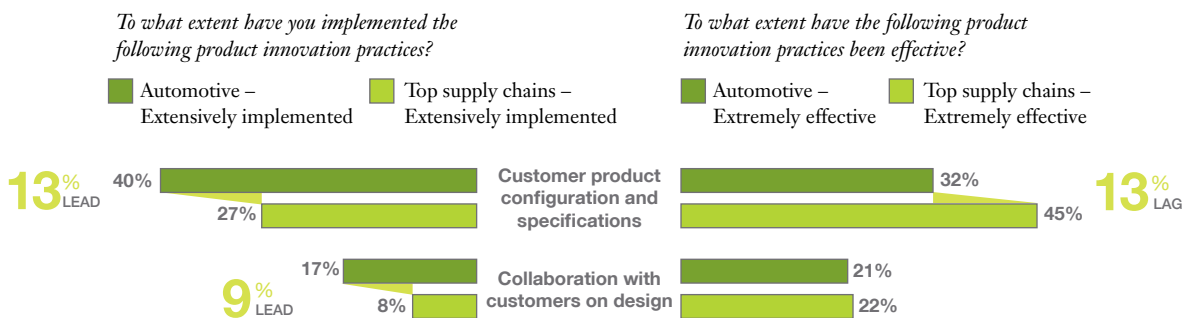 To what extent have you implemented the
following product innovation practices?
Automotive –
Extensively implemented
Top supply chains –
Extensively implemented
To what extent have the following product
innovation practices been effective?
Automotive –
Extremely effective
Top supply chains –
Extremely effective
13% LEAD
40%
27%
Customer product
configuration and
specifications
32%
45%
13% LAG
9% LEAD
17%
8%
Collaboration with
customers on design
21%
22%